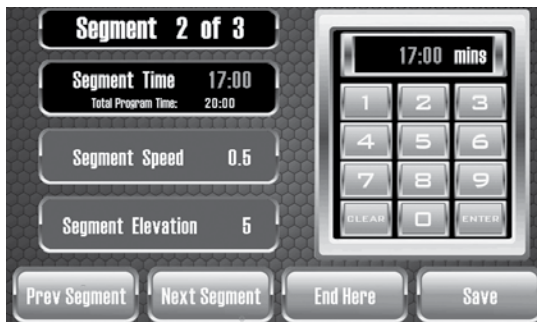 Segment 2 of 3
Segment Time 17:00
Total Program Time: 20:00
Segment Speed 0.5
Segment Elevation 5
17:00 mins
1 2 3
4 5 6
7 8 9
CLEAR 0 ENTER
Prev Segment Next Segment End Here Save